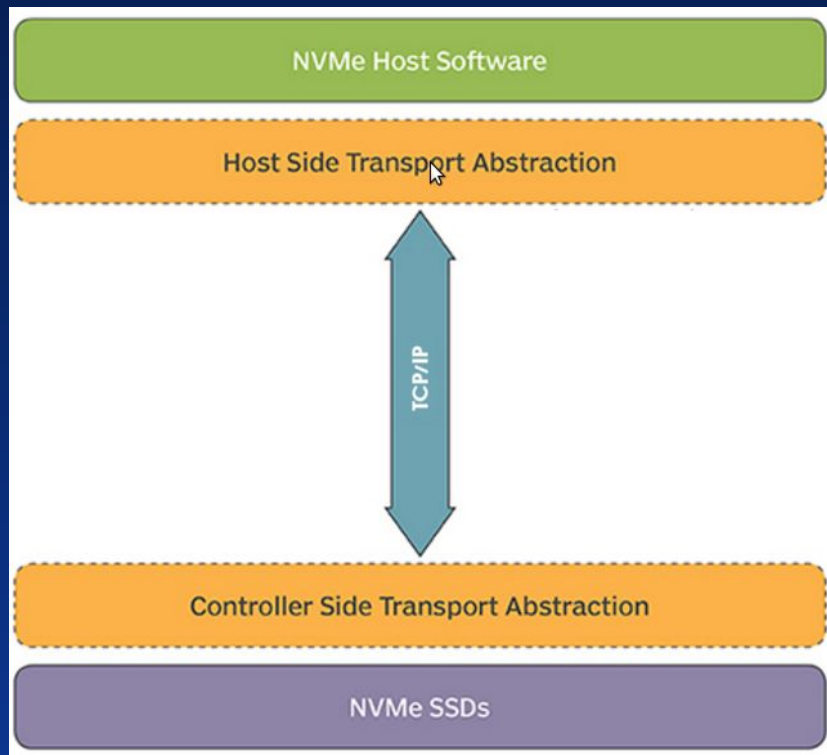 NVMe Host Software
Host Side Transport Abstraction
TCP/IP
Controller Side Transport Abstraction
NVMe SSDs